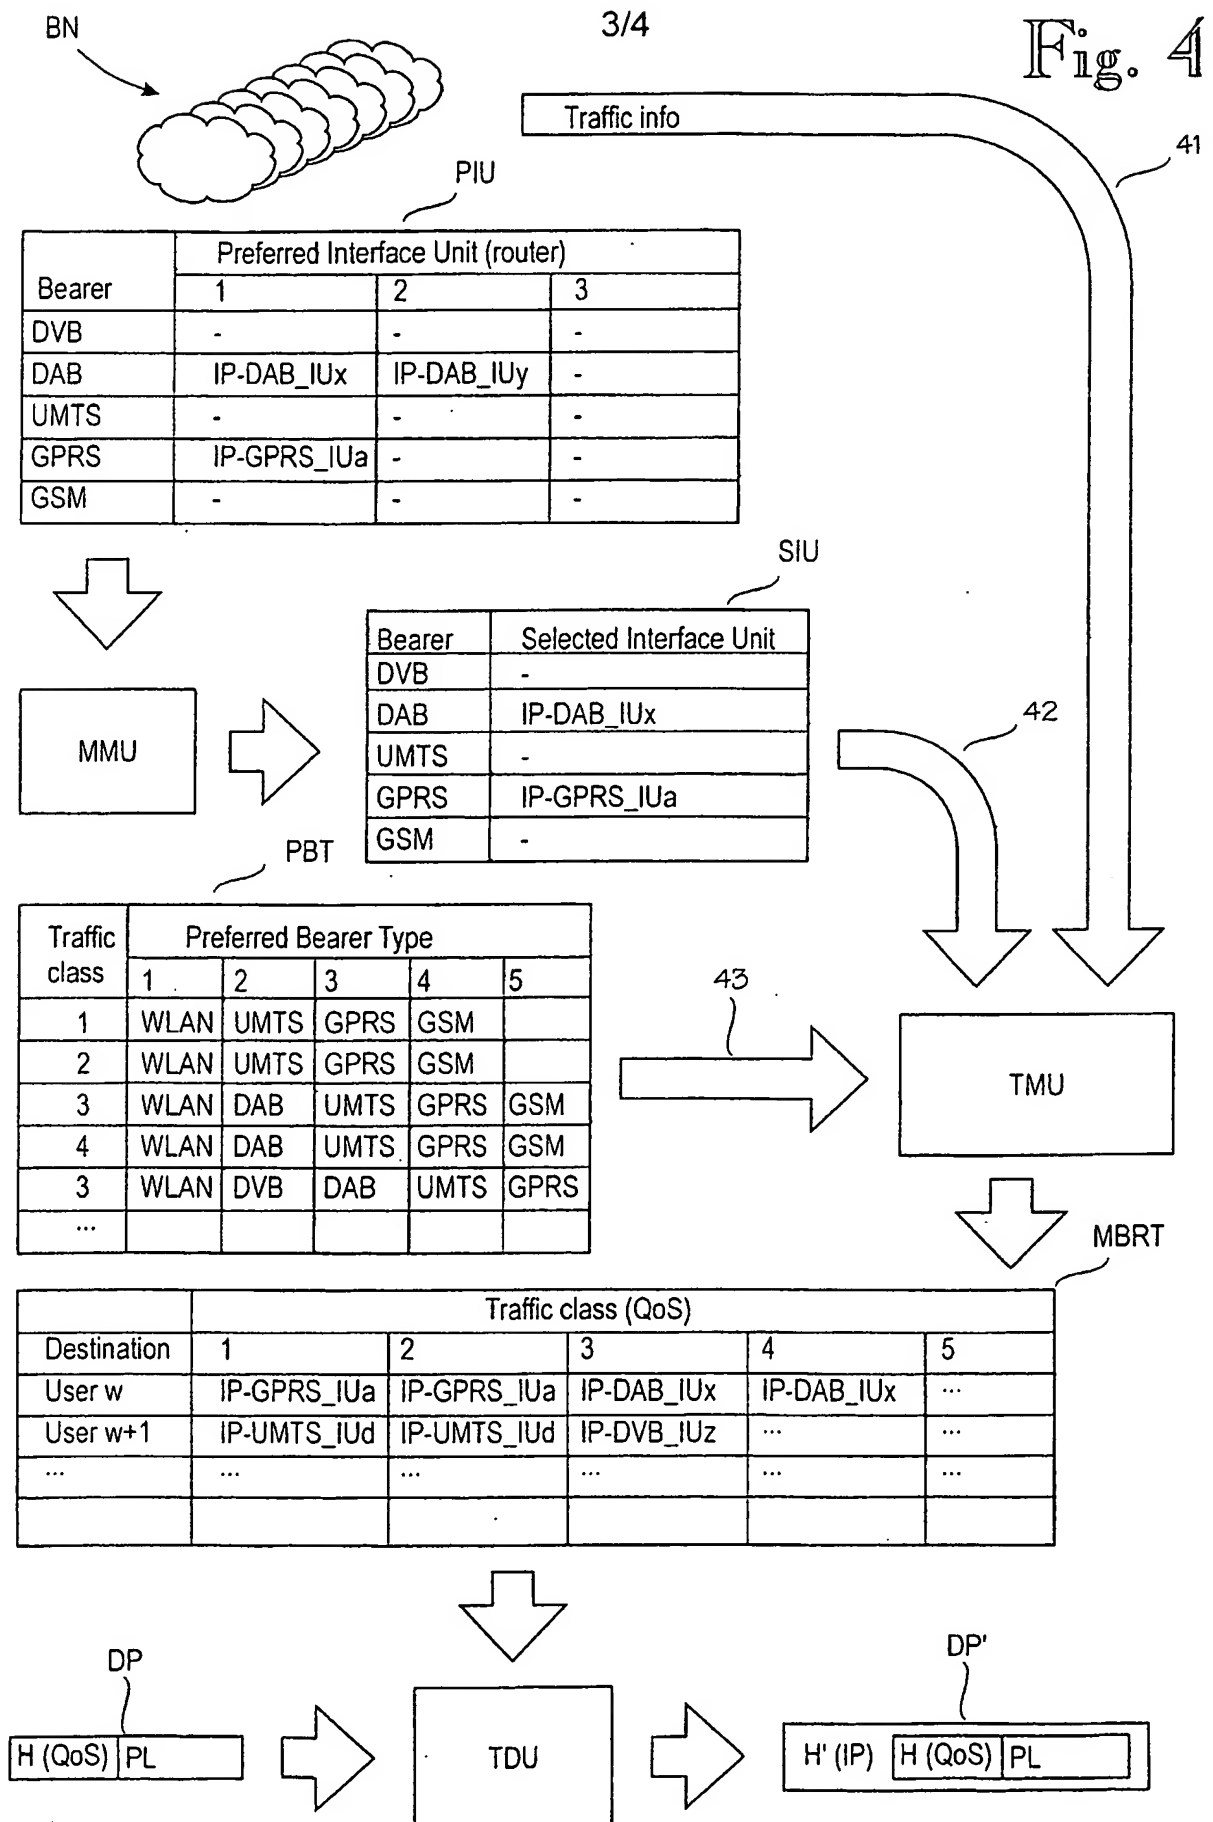 BN
3/4
Fig. 4
Traffic info
41
PIU
Preferred Interface Unit (router)
Bearer 1 2 3
DVB - - -
DAB IP-DAB_IUx IP-DAB_IUy -
UMTS - - -
GPRS IP-GPRS_IUa - -
GSM - - -
SIU
Bearer Selected Interface Unit
DVB -
DAB IP-DAB_IUx
UMTS -
GPRS IP-GPRS_IUa
GSM -
MMU
42
PBT
Traffic class Preferred Bearer Type
1 2 3 4 5
1 WLAN UMTS GPRS GSM
2 WLAN UMTS GPRS GSM
3 WLAN DAB UMTS GPRS GSM
4 WLAN DAB UMTS GPRS GSM
3 WLAN DVB DAB UMTS GPRS
...
43
TMU
MBRT
Traffic class (QoS)
Destination 1 2 3 4 5
User w IP-GPRS_IUa IP-GPRS_IUa IP-DAB_IUx IP-DAB_IUx ...
User w+1 IP-UMTS_IUd IP-UMTS_IUd IP-DVB_IUz ... ...
... ... ... ... ... ...
DP
H (QoS) PL
TDU
DP'
H' (IP) H (QoS) PL